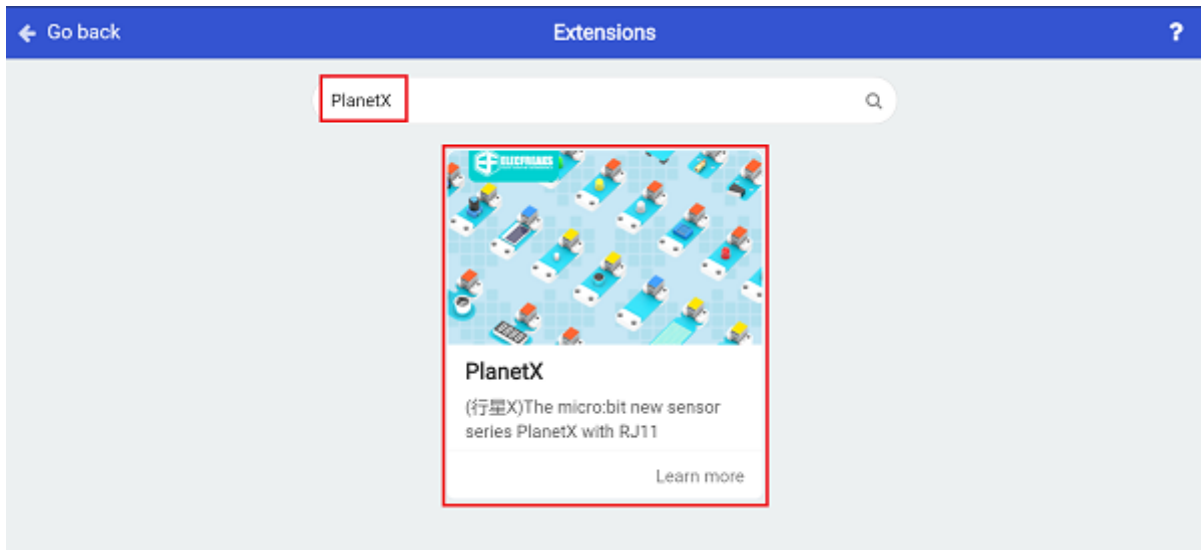 Go back
Extensions
?
PlanetX
ELECFREAKS
PlanetX
(行星X)The micro:bit new sensor
series PlanetX with RJ11
Learn more